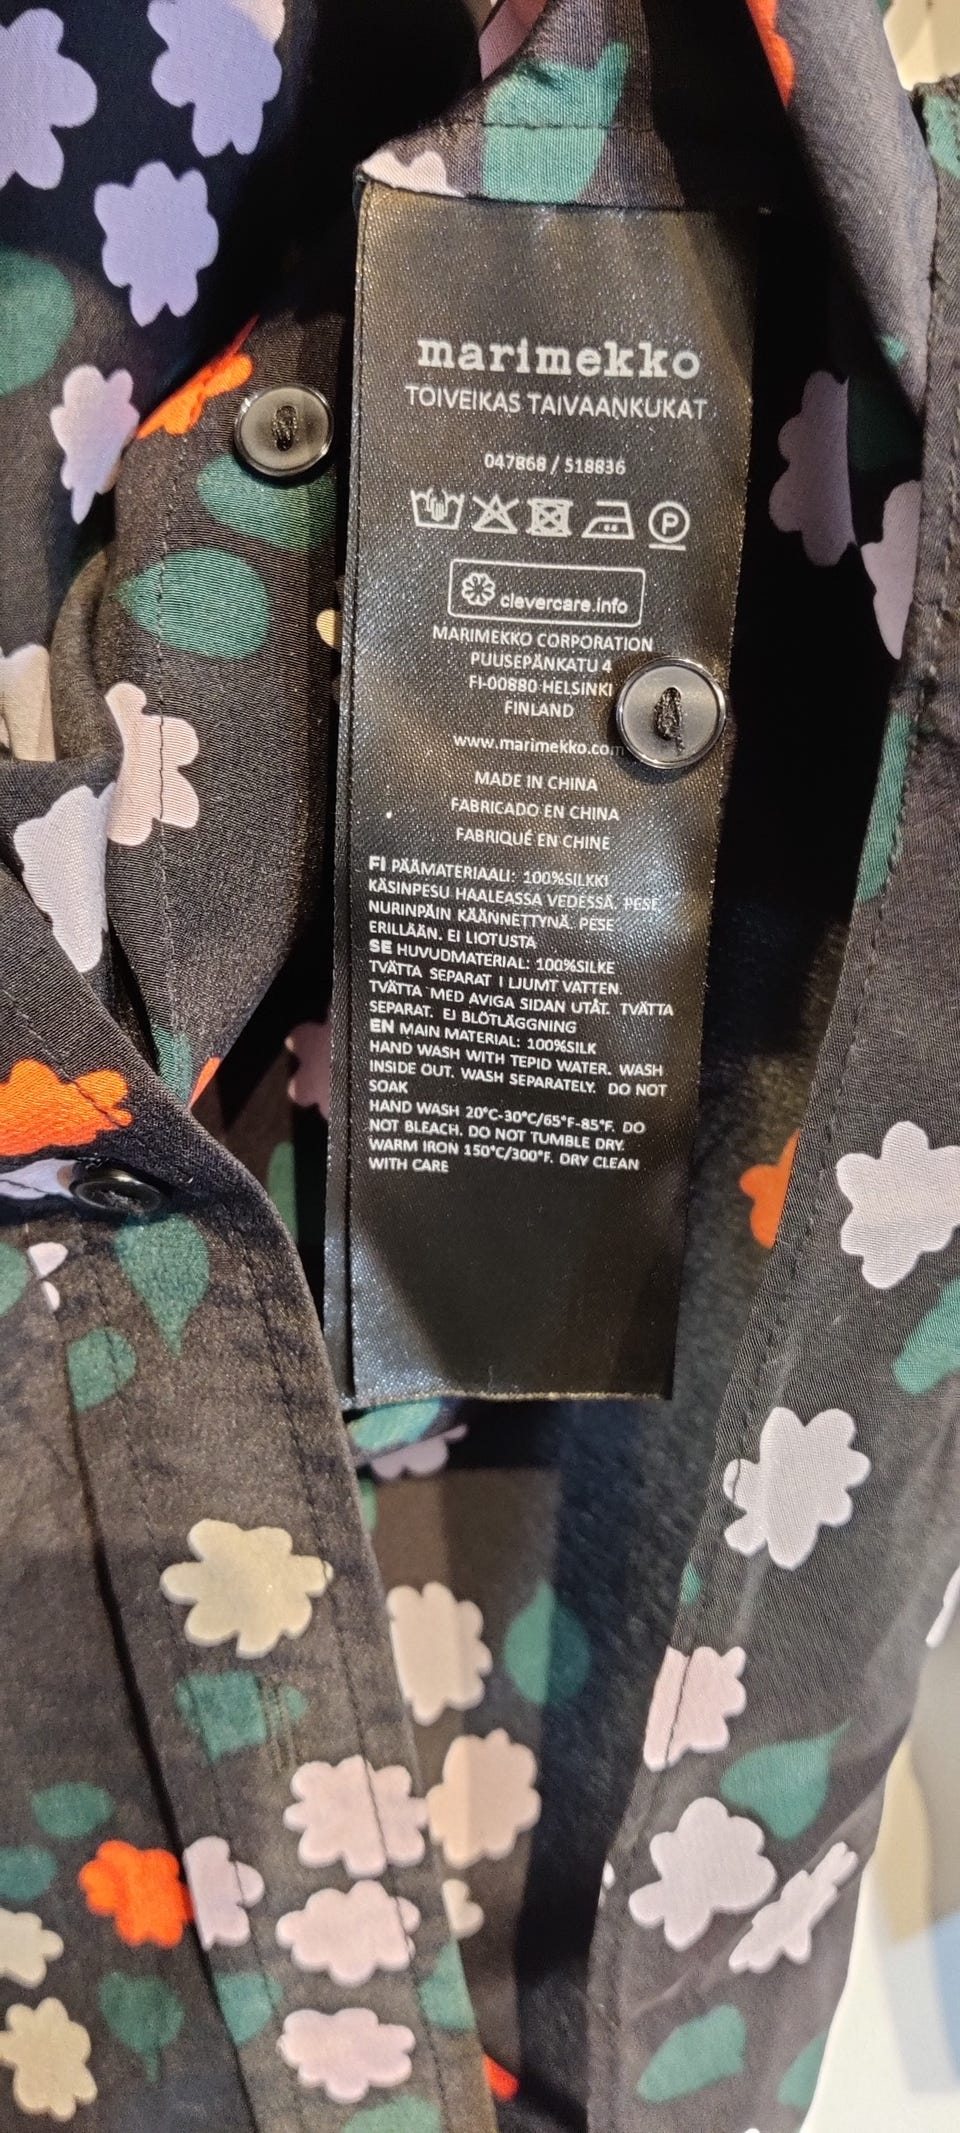 marimekko
TOIVEIKAS TAIVAANKUKAT
047868 / 518836
P
clevercare.info
MARIMEKKO CORPORATION
PUUSEPÄNKATU 4
FI-00880 HELSINKI
FINLAND
www.marimekko.com
MADE IN CHINA
FABRICADO EN CHINA
FABRIQUÉ EN CHINE
FI PÄÄMATERIAALI: 100%SILKKI
KÄSINPESU HAALEASSA VEDESSÄ. PESE
NURINPÄIN KÄÄNNETTYNÄ. PESE
ERILLÄÄN. EI LIOTUSTA
SE HUVUDMATERIAL: 100%SILKE
TVÄTTA SEPARAT I LJUMT VATTEN.
TVÄTTA MED AVIGA SIDAN UTÅT. TVÄTTA
SEPARAT. EJ BLÖTLÄGGNING
EN MAIN MATERIAL: 100%SILK
HAND WASH WITH TEPID WATER. WASH
INSIDE OUT. WASH SEPARATELY. DO NOT
SOAK
HAND WASH 20°C-30°C/65°F-85°F. DO
NOT BLEACH. DO NOT TUMBLE DRY.
WARM IRON 150°C/300°F. DRY CLEAN
WITH CARE